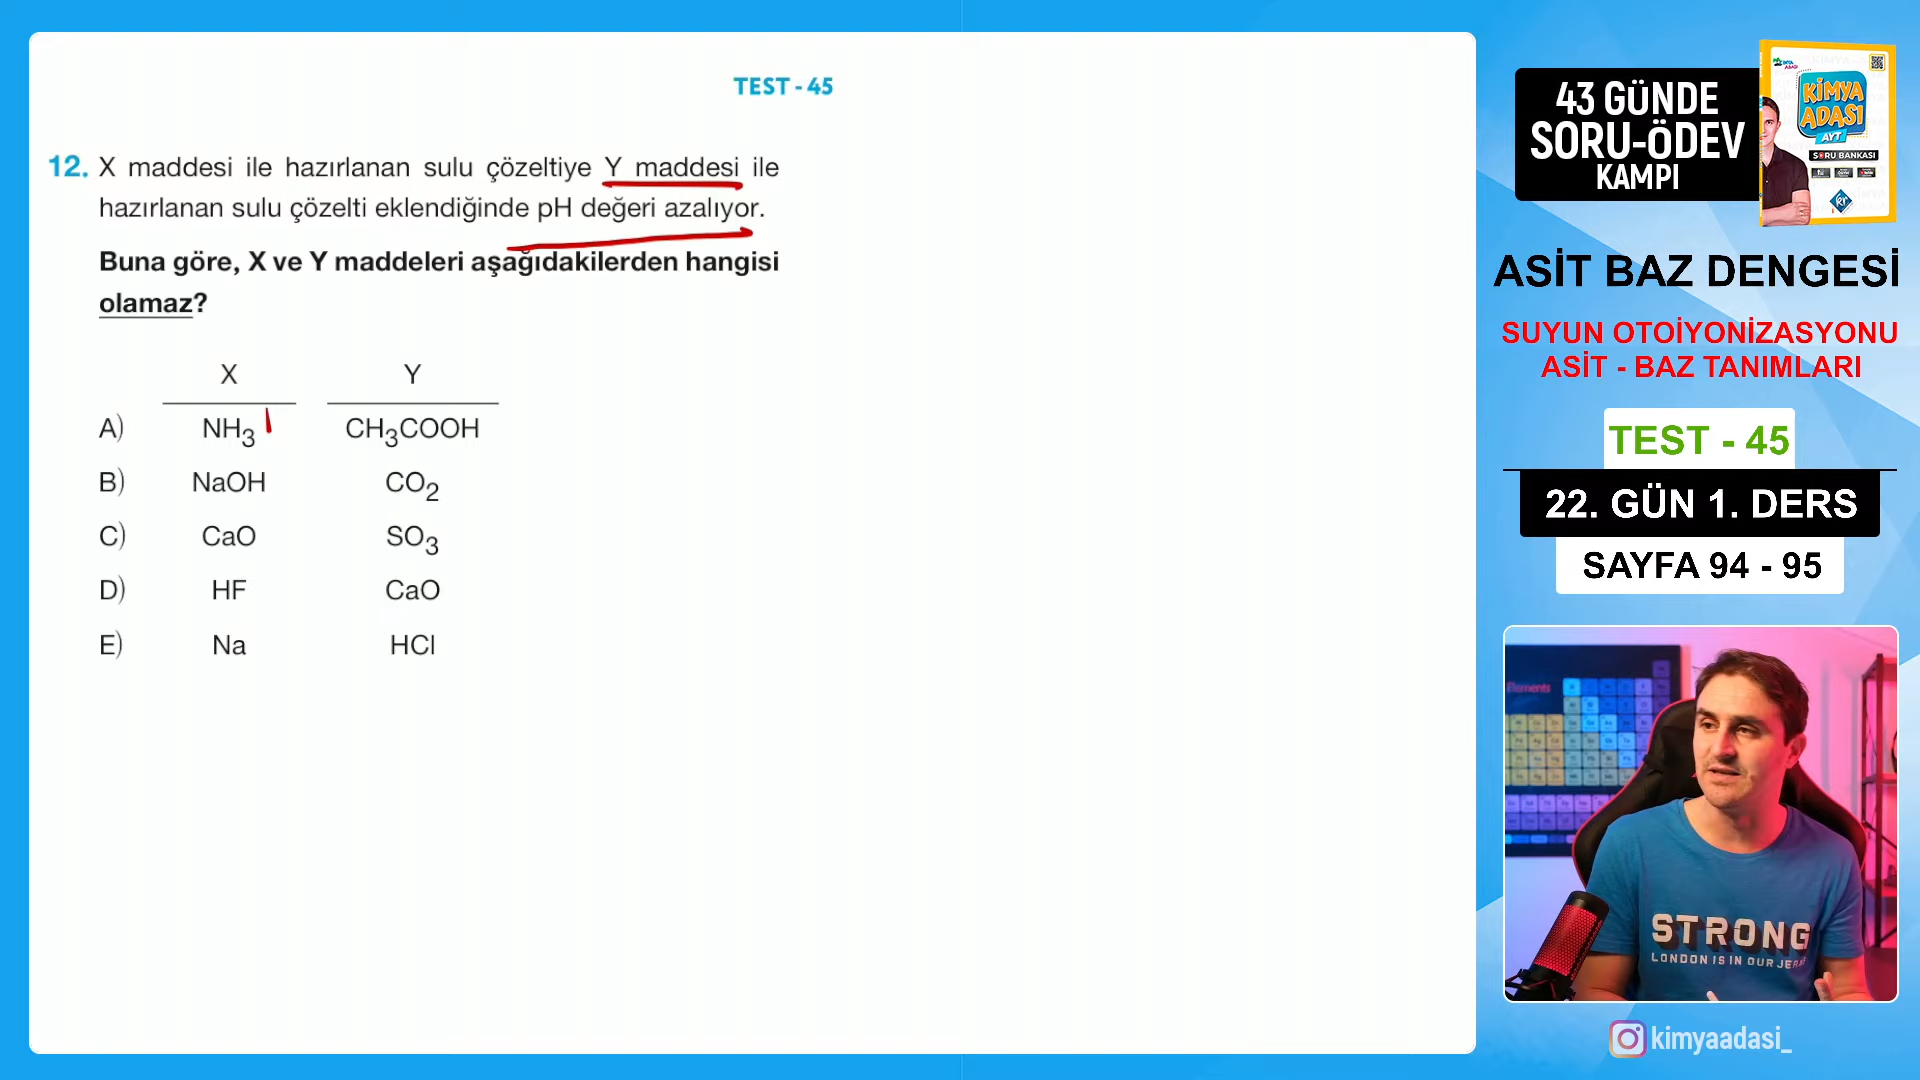 TEST - 45
12. X maddesi ile hazırlanan sulu çözeltiye Y maddesi ile
hazırlanan sulu çözelti eklendiğinde pH değeri azalıyor.
Buna göre, X ve Y maddeleri aşağıdakilerden hangisi
olamaz?
X Y
A) NH3 CH3COOH
B) NaOH CO2
C) CaO SO3
D) HF CaO
E) Na HCl
43 GÜNDE
SORU-ÖDEV
KAMPI
KİMYA
ADASI
AYT
SORU BANKASI
ASİT BAZ DENGESİ
SUYUN OTOİYONİZASYONU
ASİT - BAZ TANIMLARI
TEST - 45
22. GÜN 1. DERS
SAYFA 94 - 95
STRONG
LONDON IS IN OUR
kimyaadasi_